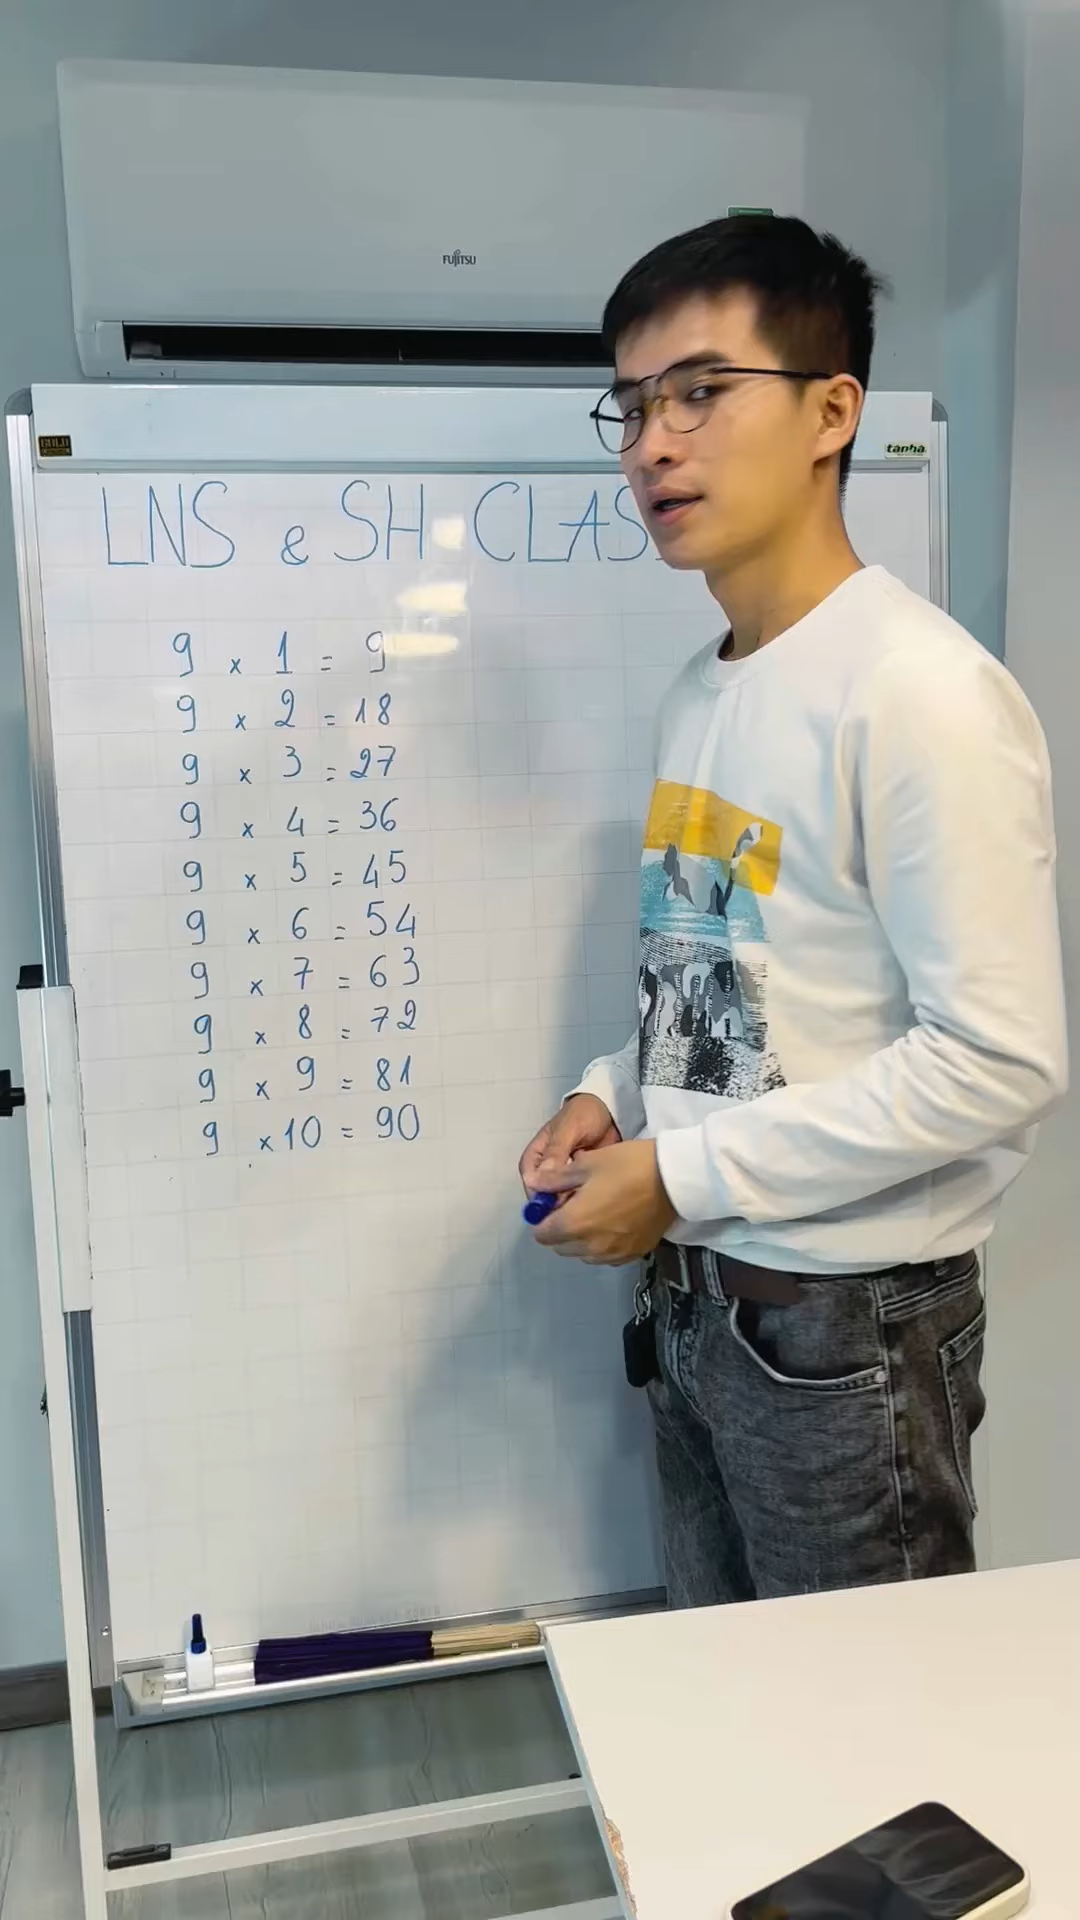 FUJITSU
GOLD
tanha
LNS & SH CLAS
9 x 1 = 9
9 x 2 = 18
9 x 3 = 27
9 x 4 = 36
9 x 5 = 45
9 x 6 = 54
9 x 7 = 63
9 x 8 = 72
9 x 9 = 81
9 x 10 = 90